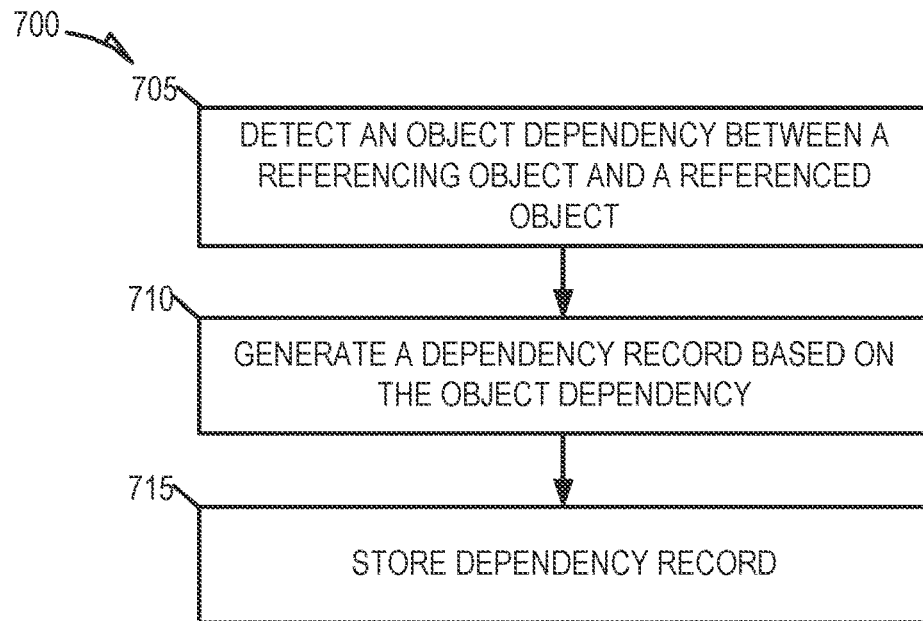 700
705
DETECT AN OBJECT DEPENDENCY BETWEEN A
REFERENCING OBJECT AND A REFERENCED
OBJECT
710
GENERATE A DEPENDENCY RECORD BASED ON
THE OBJECT DEPENDENCY
715
STORE DEPENDENCY RECORD